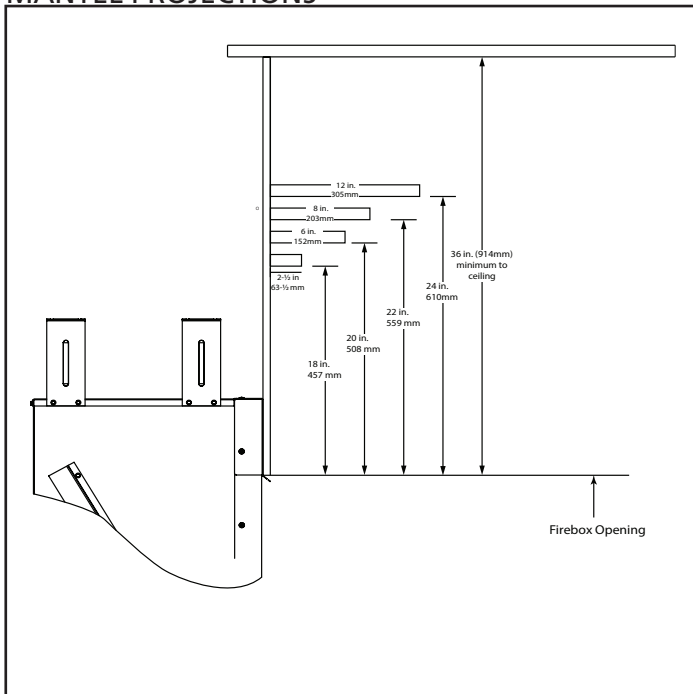 MANTEL PROJECTIONS
12 in.
305mm
8 in.
203mm
6 in.
152mm
2-½ in
63-½ mm
36 in. (914mm)
minimum to
ceiling
24 in.
610mm
22 in.
559 mm
20 in.
508 mm
18 in.
457 mm
Firebox Opening